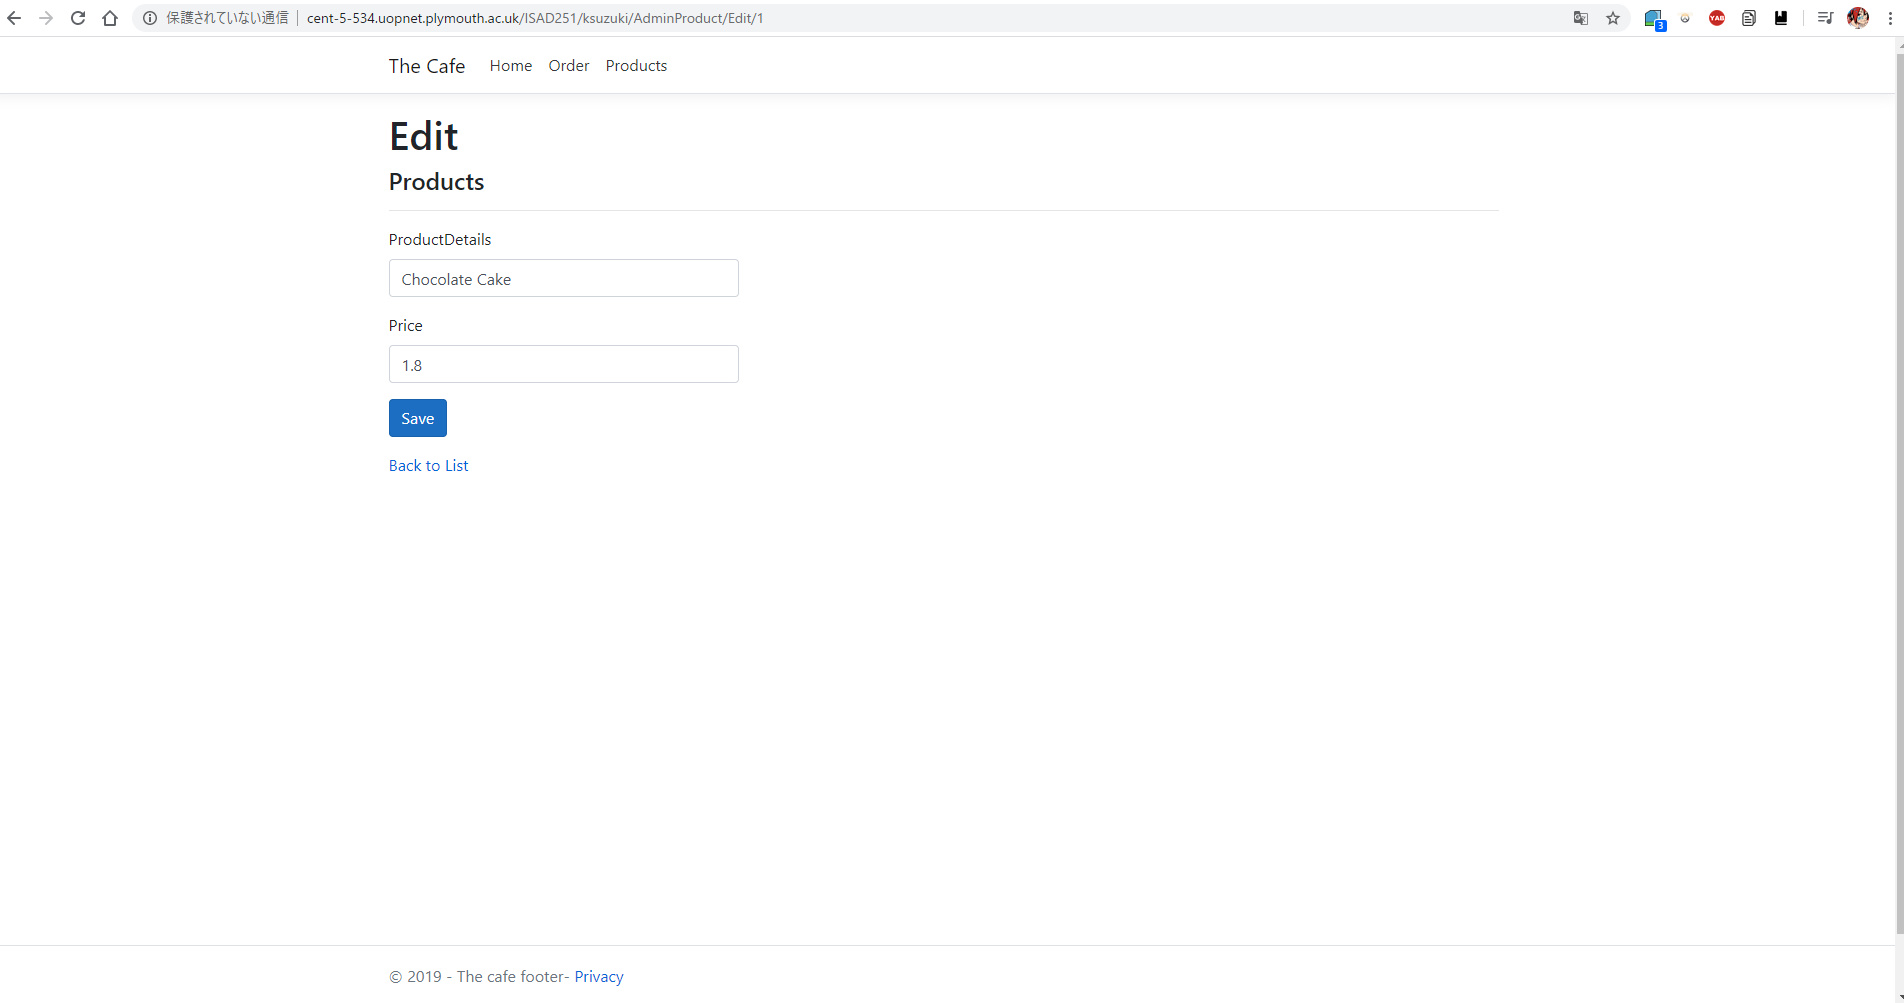 保護されていない通信 cent-5-534.uopnet.plymouth.ac.uk/ISAD251/ksuzuki/AdminProduct/Edit/1
3
YAB
The Cafe Home Order Products
Edit
Products
ProductDetails
Chocolate Cake
Price
1.8
Save
Back to List
© 2019 - The cafe footer- Privacy